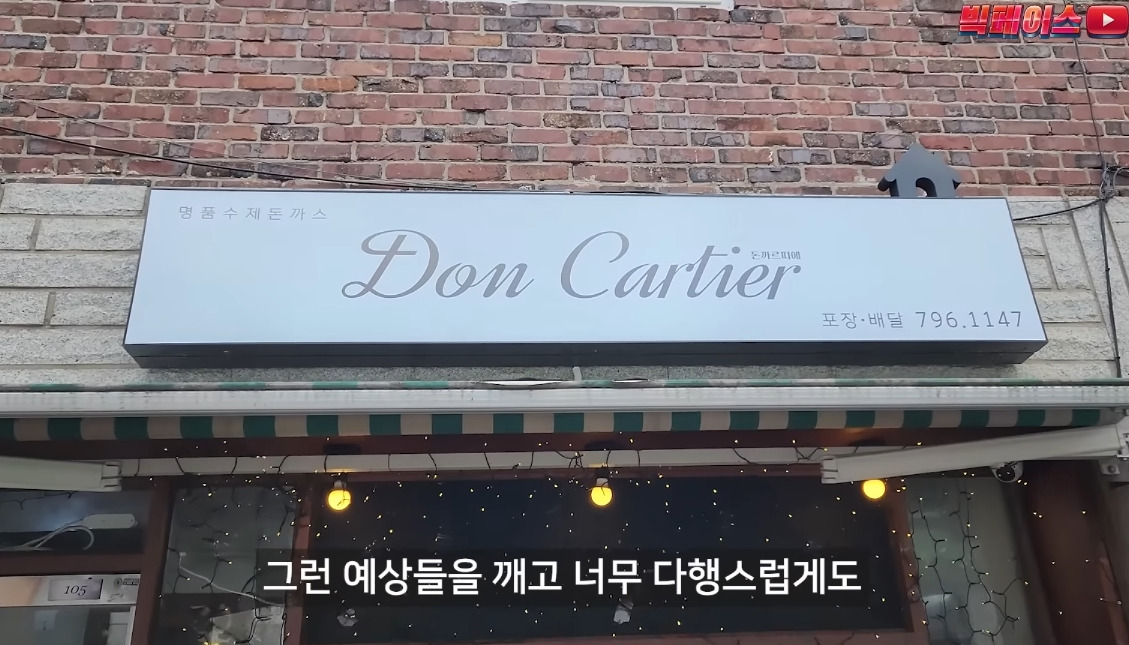 빅페이스
명품수제돈까스
Don Cartier
돈까르띠에
포장·배달 796.1147
105
그런 예상들을 깨고 너무 다행스럽게도